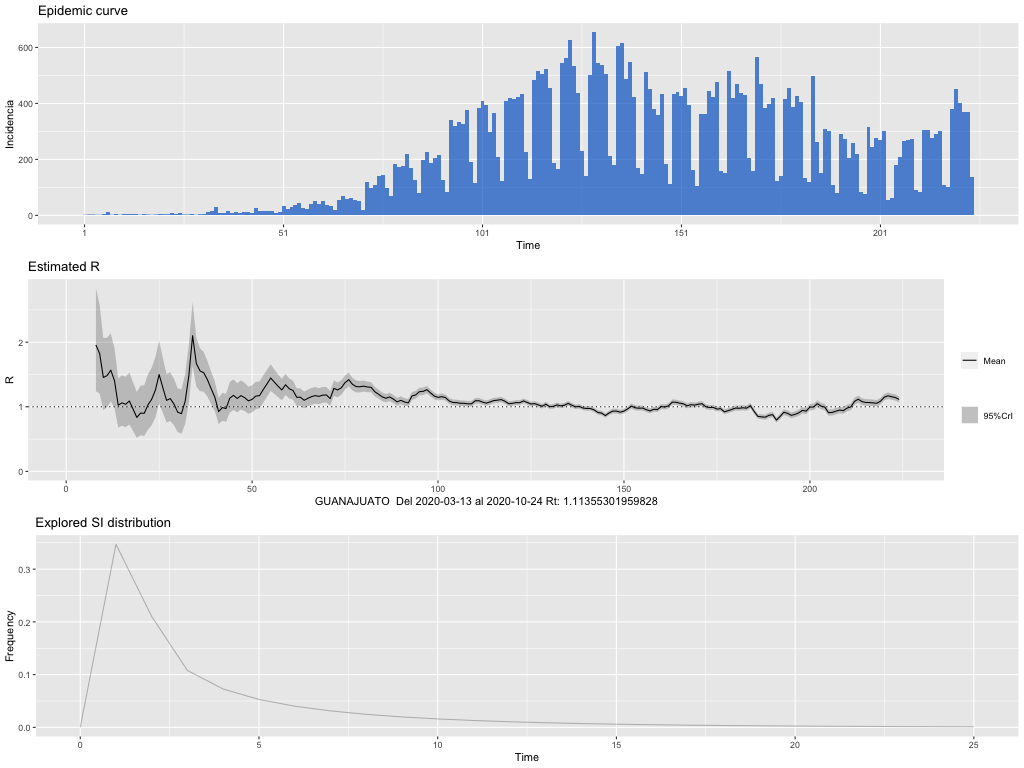 Epidemic curve
Incidencia
600
400
200
0
1 51 101 151 201
Time
Estimated R
R
2
1
0
0 50 100 150 200
GUANAJUATO Del 2020-03-13 al 2020-10-24 Rt: 1.11355301959828
Mean
95%CrI
Explored SI distribution
Frequency
0.3
0.2
0.1
0.0
0 5 10 15 20 25
Time